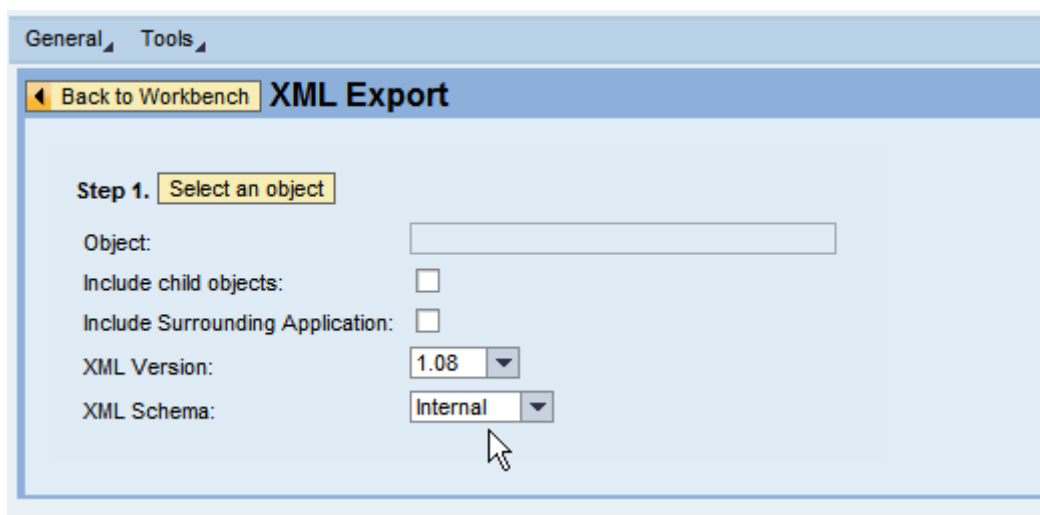 General Tools
Back to Workbench XML Export
Step 1. Select an object
Object:
Include child objects:
Include Surrounding Application:
XML Version: 1.08
XML Schema: Internal